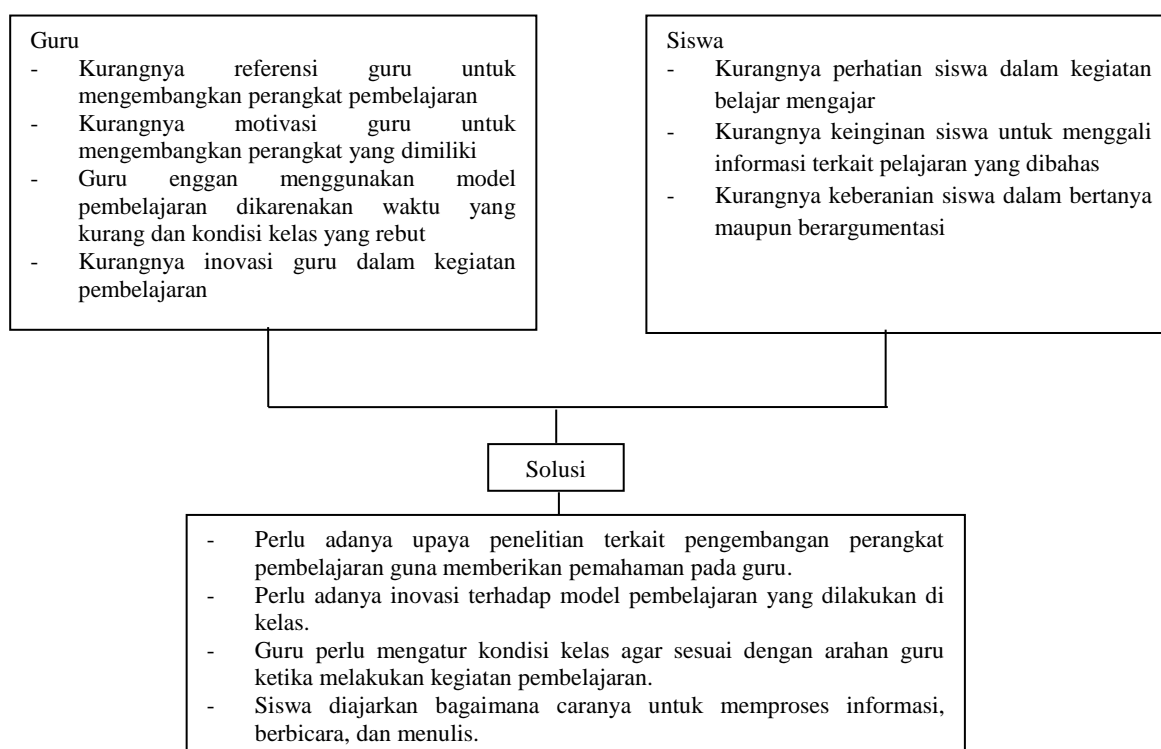 Guru
- Kurangnya referensi guru untuk
mengembangkan perangkat pembelajaran
- Kurangnya motivasi guru untuk
mengembangkan perangkat yang dimiliki
- Guru enggan menggunakan model
pembelajaran dikarenakan waktu yang
kurang dan kondisi kelas yang rebut
- Kurangnya inovasi guru dalam kegiatan
pembelajaran
Siswa
- Kurangnya perhatian siswa dalam kegiatan
belajar mengajar
- Kurangnya keinginan siswa untuk menggali
informasi terkait pelajaran yang dibahas
- Kurangnya keberanian siswa dalam bertanya
maupun berargumentasi
Solusi
- Perlu adanya upaya penelitian terkait pengembangan perangkat
pembelajaran guna memberikan pemahaman pada guru.
- Perlu adanya inovasi terhadap model pembelajaran yang dilakukan di
kelas.
- Guru perlu mengatur kondisi kelas agar sesuai dengan arahan guru
ketika melakukan kegiatan pembelajaran.
- Siswa diajarkan bagaimana caranya untuk memproses informasi,
berbicara, dan menulis.